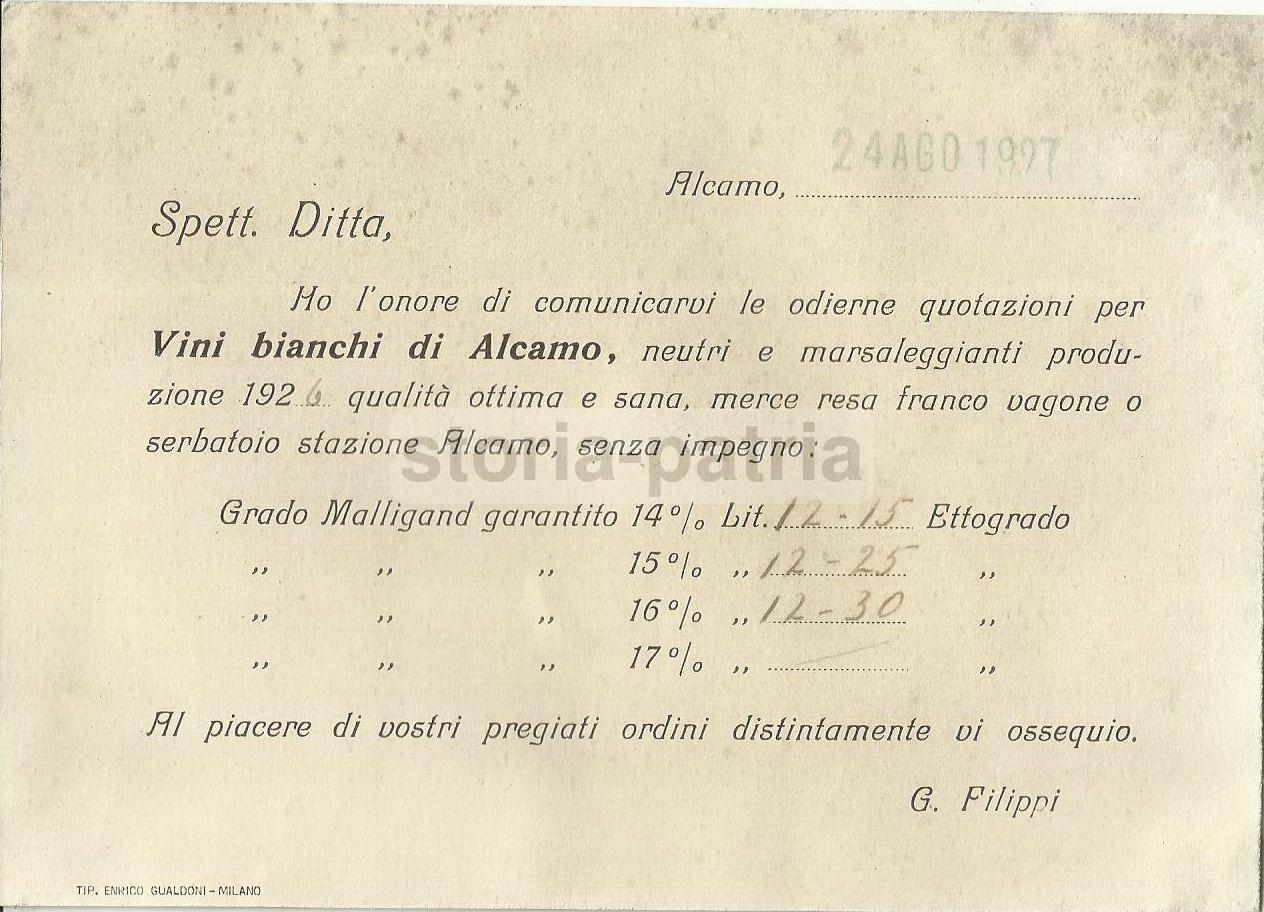 24 AGO 1927
Alcamo,
Spett. Ditta,
Ho l'onore di comunicarvi le odierne quotazioni per
Vini bianchi di Alcamo, neutri e marsaleggianti produ-
zione 1926 qualità ottima e sana, merce resa franco vagone o
serbatoio stazione Alcamo, senza impegno:
storia-patria
Grado Malligand garantito 14 % Lit. 12-15 Ettogrado
„ „ „ 15 % „ 12-25 „
„ „ „ 16 % „ 12-30 „
„ „ „ 17 % „ „
Al piacere di vostri pregiati ordini distintamente vi ossequio.
G. Filippi
TIP. ENRICO GUALDONI - MILANO